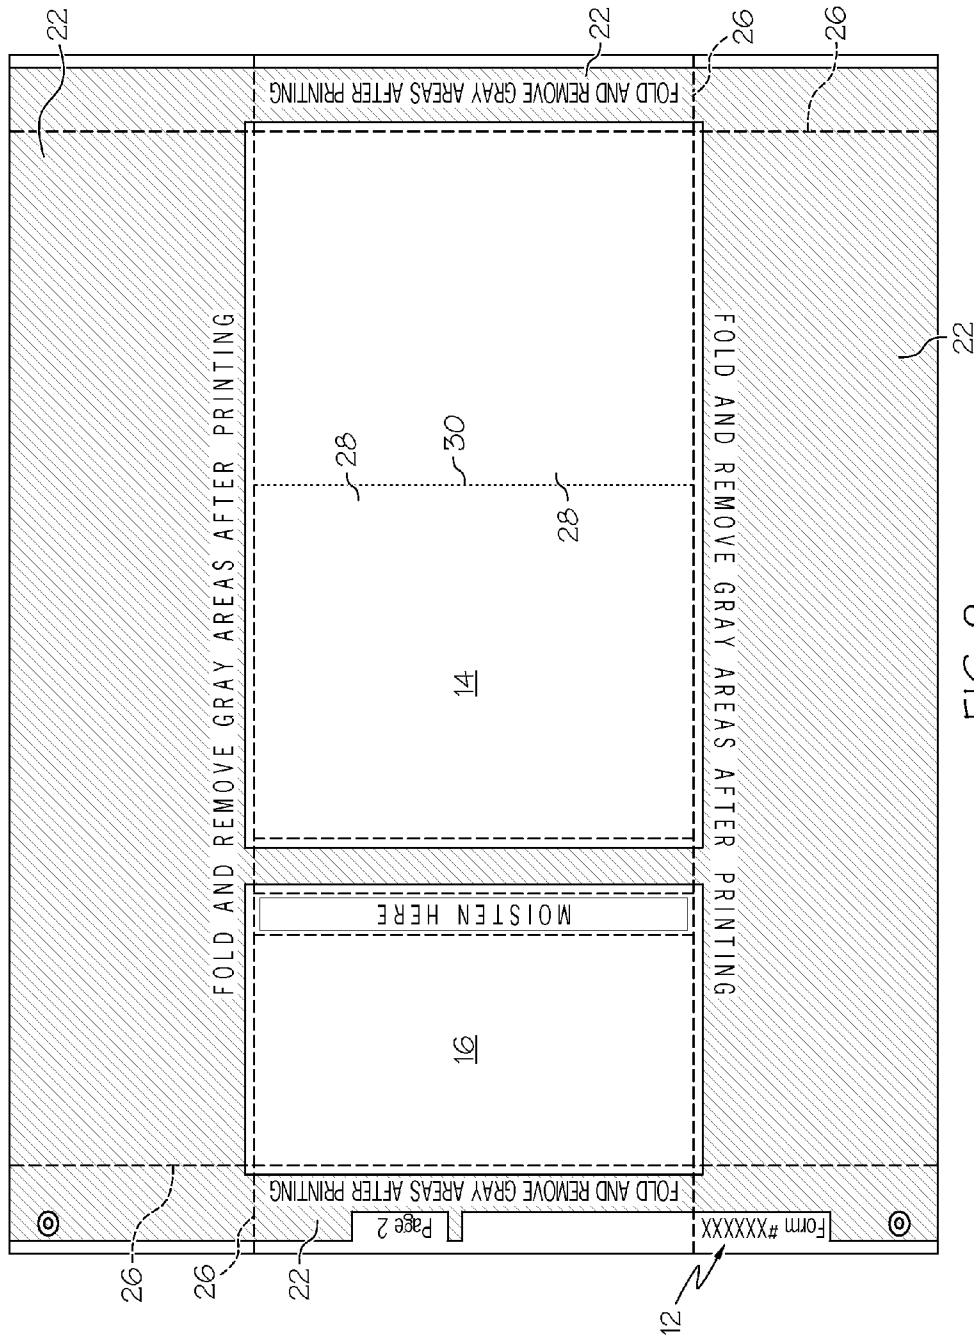 12
26
26
22
26
22
Form #XXXXXX
Page 2
FOLD AND REMOVE GRAY AREAS AFTER PRINTING
FOLD AND REMOVE GRAY AREAS AFTER PRINTING
16
MOISTEN HERE
14
28
30
28
FOLD AND REMOVE GRAY AREAS AFTER PRINTING
22
FOLD AND REMOVE GRAY AREAS AFTER PRINTING
22
26
26